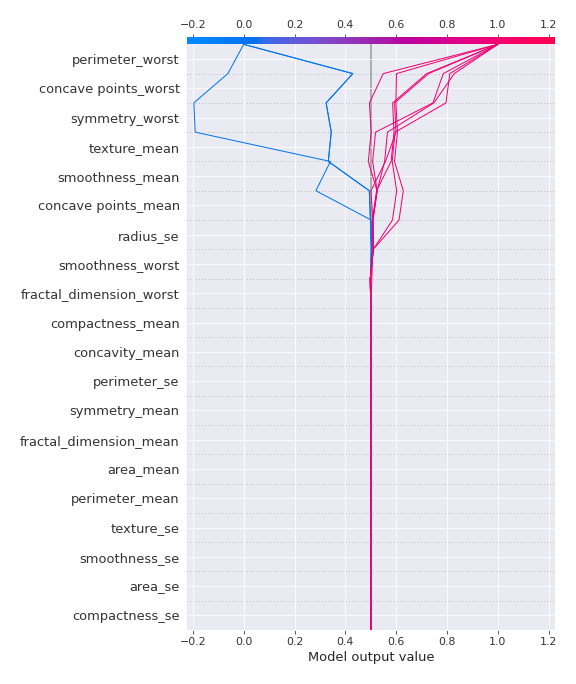 −0.2 0.0 0.2 0.4 0.6 0.8 1.0 1.2
perimeter_worst
concave points_worst
symmetry_worst
texture_mean
smoothness_mean
concave points_mean
radius_se
smoothness_worst
fractal_dimension_worst
compactness_mean
concavity_mean
perimeter_se
symmetry_mean
fractal_dimension_mean
area_mean
perimeter_mean
texture_se
smoothness_se
area_se
compactness_se
−0.2 0.0 0.2 0.4 0.6 0.8 1.0 1.2
Model output value